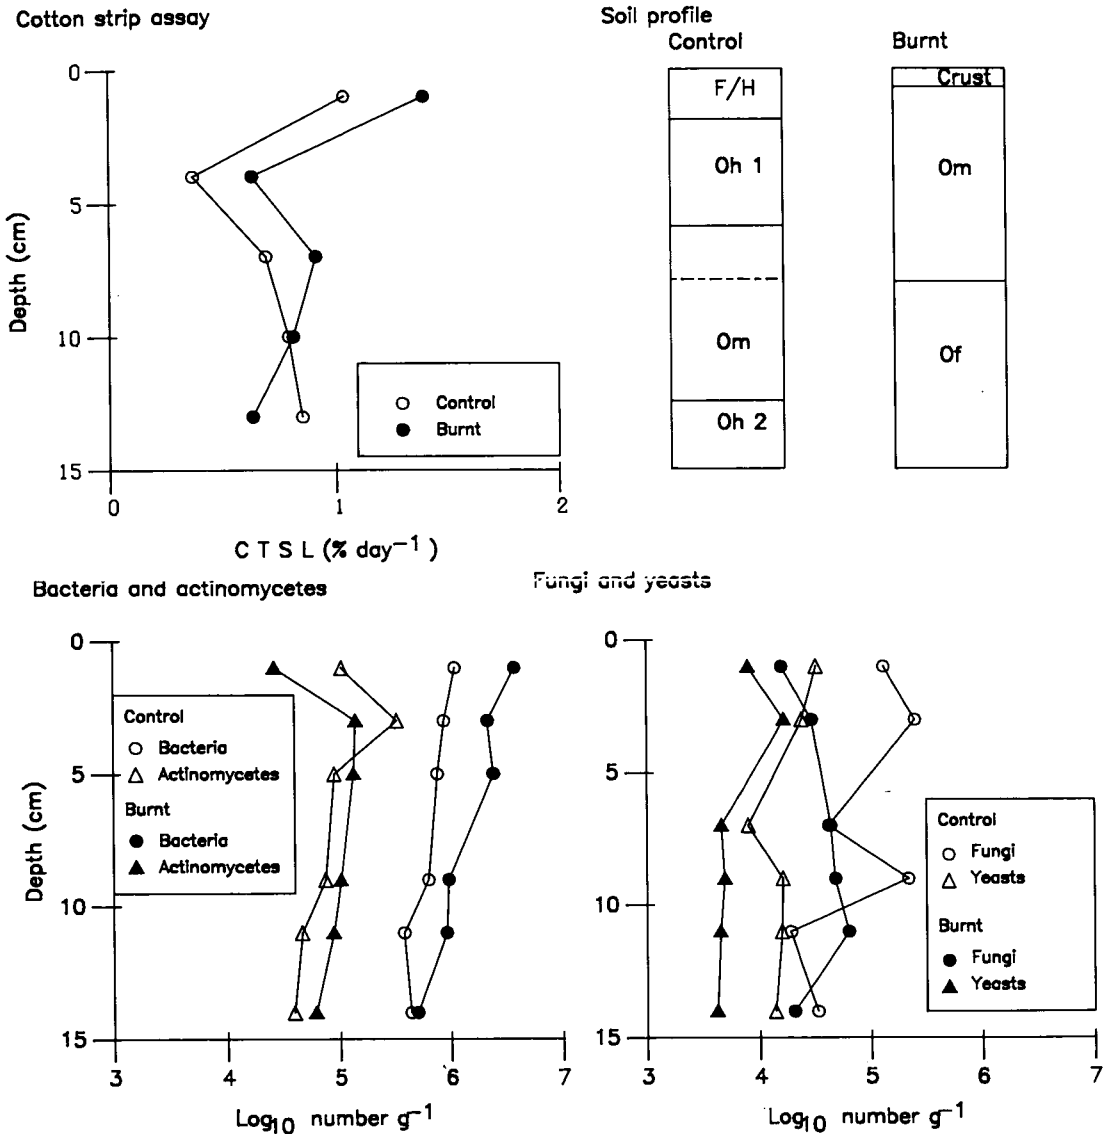 Cotton strip assay
0
5
10
15
Depth (cm)
Control
Burnt
0 1 2
C T S L (% day⁻¹)
Soil profile
Control
F/H
Oh 1
Om
Oh 2
Burnt
Crust
Om
Of
Bacteria and actinomycetes
0
5
10
15
Depth (cm)
Control
Bacteria
Actinomycetes
Burnt
Bacteria
Actinomycetes
3 4 5 6 7
Log₁₀ number g⁻¹
Fungi and yeasts
0
5
10
15
Control
Fungi
Yeasts
Burnt
Fungi
Yeasts
3 4 5 6 7
Log₁₀ number g⁻¹